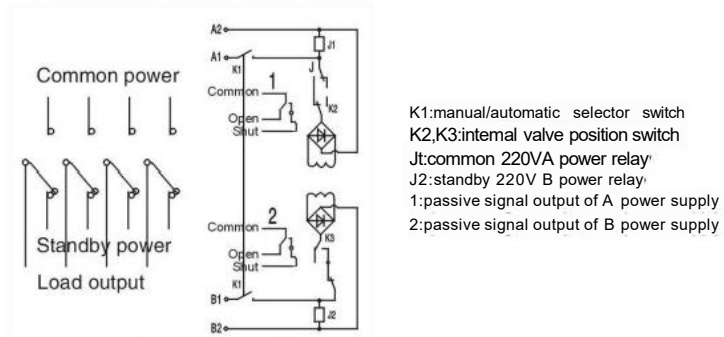 Common power
Standby power
Load output
A2
J1
A1
K1
J
1
Common
K2
Open
Shut
2
Common
K3
Open
Shut
K1
B1
J2
B2
K1:manual/automatic selector switch
K2,K3:internal valve position switch
Jt:common 220VA power relay
J2:standby 220V B power relay
1:passive signal output of A power supply
2:passive signal output of B power supply